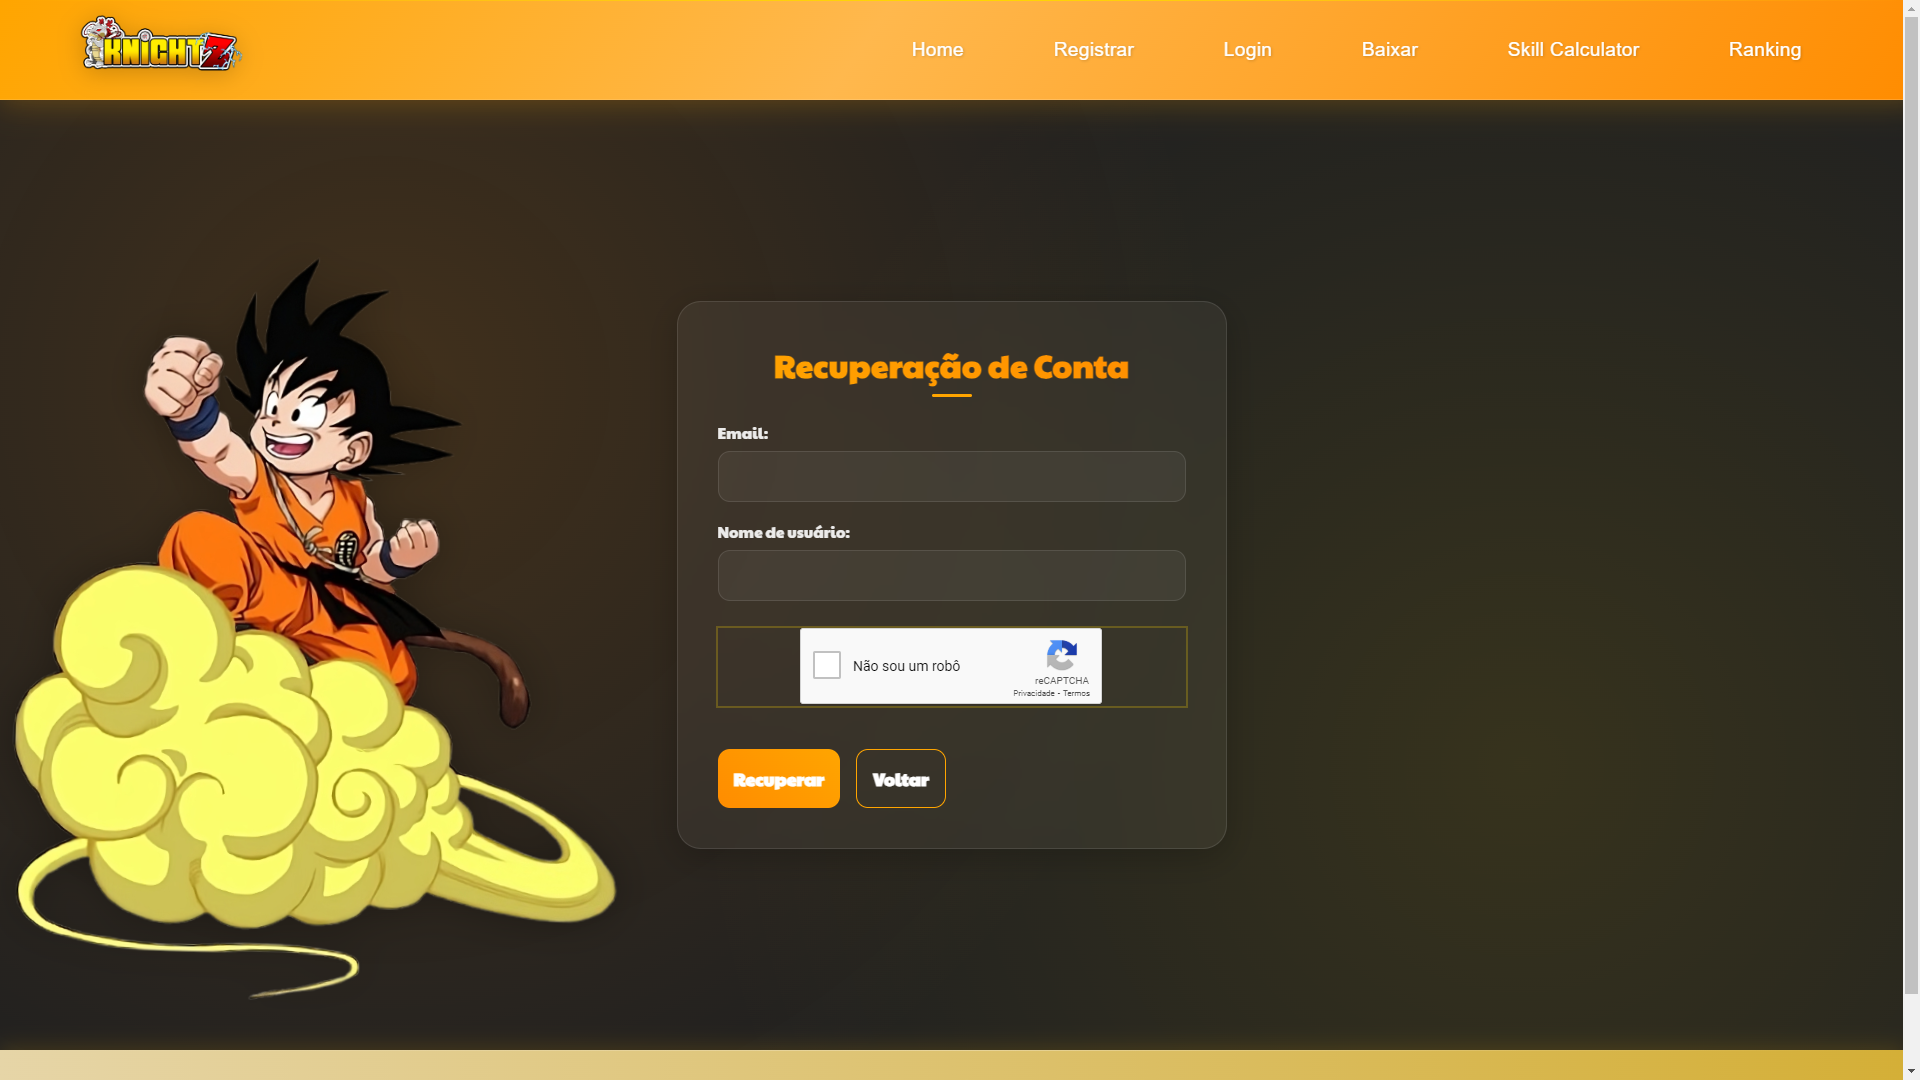 KNIGHT Z
Home
Registrar
Login
Baixar
Skill Calculator
Ranking
Recuperação de Conta
Email:
Nome de usuário:
Não sou um robô
reCAPTCHA
Privacidade - Termos
Recuperar
Voltar